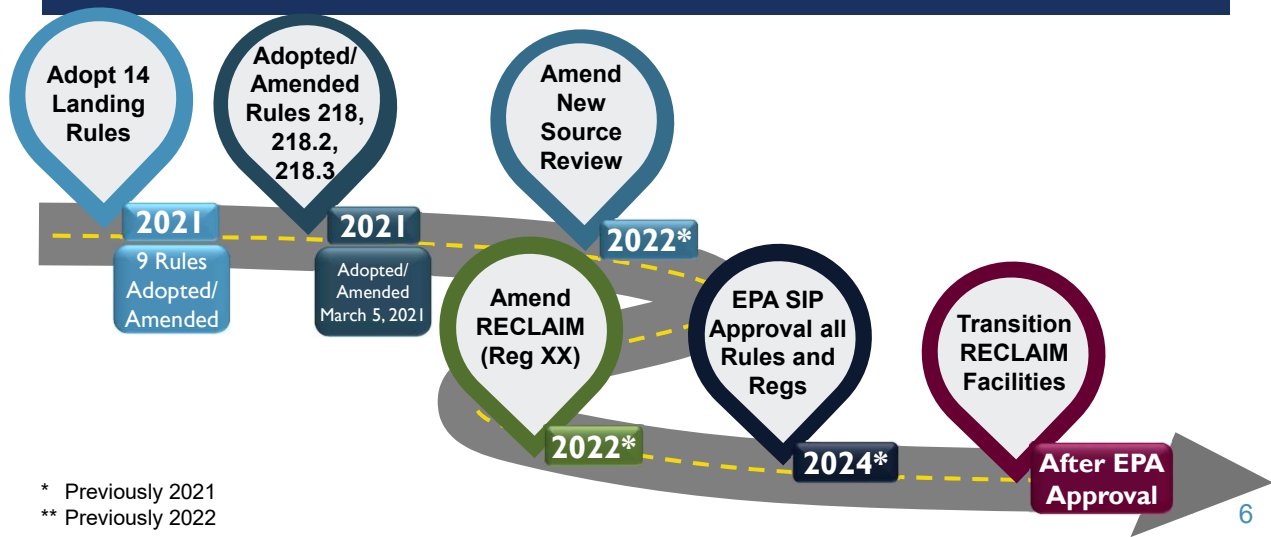 Adopt 14
Landing
Rules
2021
9 Rules
Adopted/
Amended
Adopted/
Amended
Rules 218,
218.2,
218.3
2021
Adopted/
Amended
March 5, 2021
Amend
New
Source
Review
2022*
Amend
RECLAIM
(Reg XX)
2022*
EPA SIP
Approval all
Rules and
Regs
2024*
Transition
RECLAIM
Facilities
After EPA
Approval
* Previously 2021
** Previously 2022
6